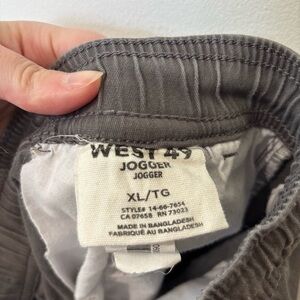 WEST 49
JOGGER
JOGGER
XL/TG
STYLE# 14-66-7654
CA 07658 RN 73023
MADE IN BANGLADESH
FABRIQUÉ AU BANGLADESH